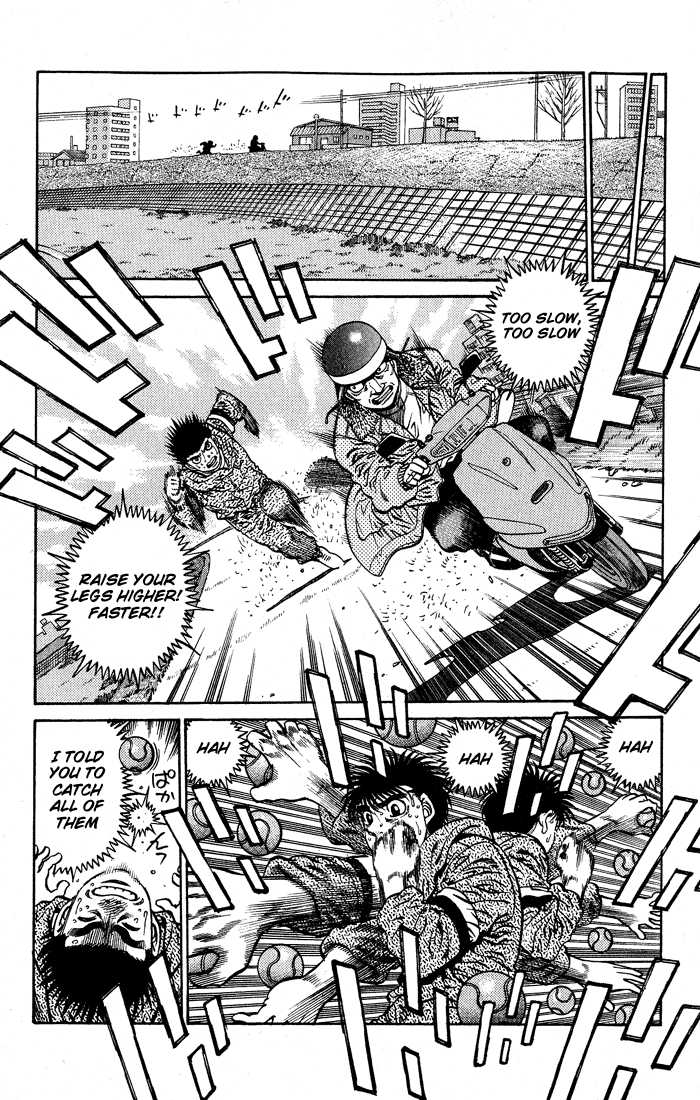 TOO SLOW,
TOO SLOW
RAISE YOUR
LEGS HIGHER!
FASTER!!
I TOLD
YOU TO
CATCH
ALL OF
THEM
HAH
HAH
HAH